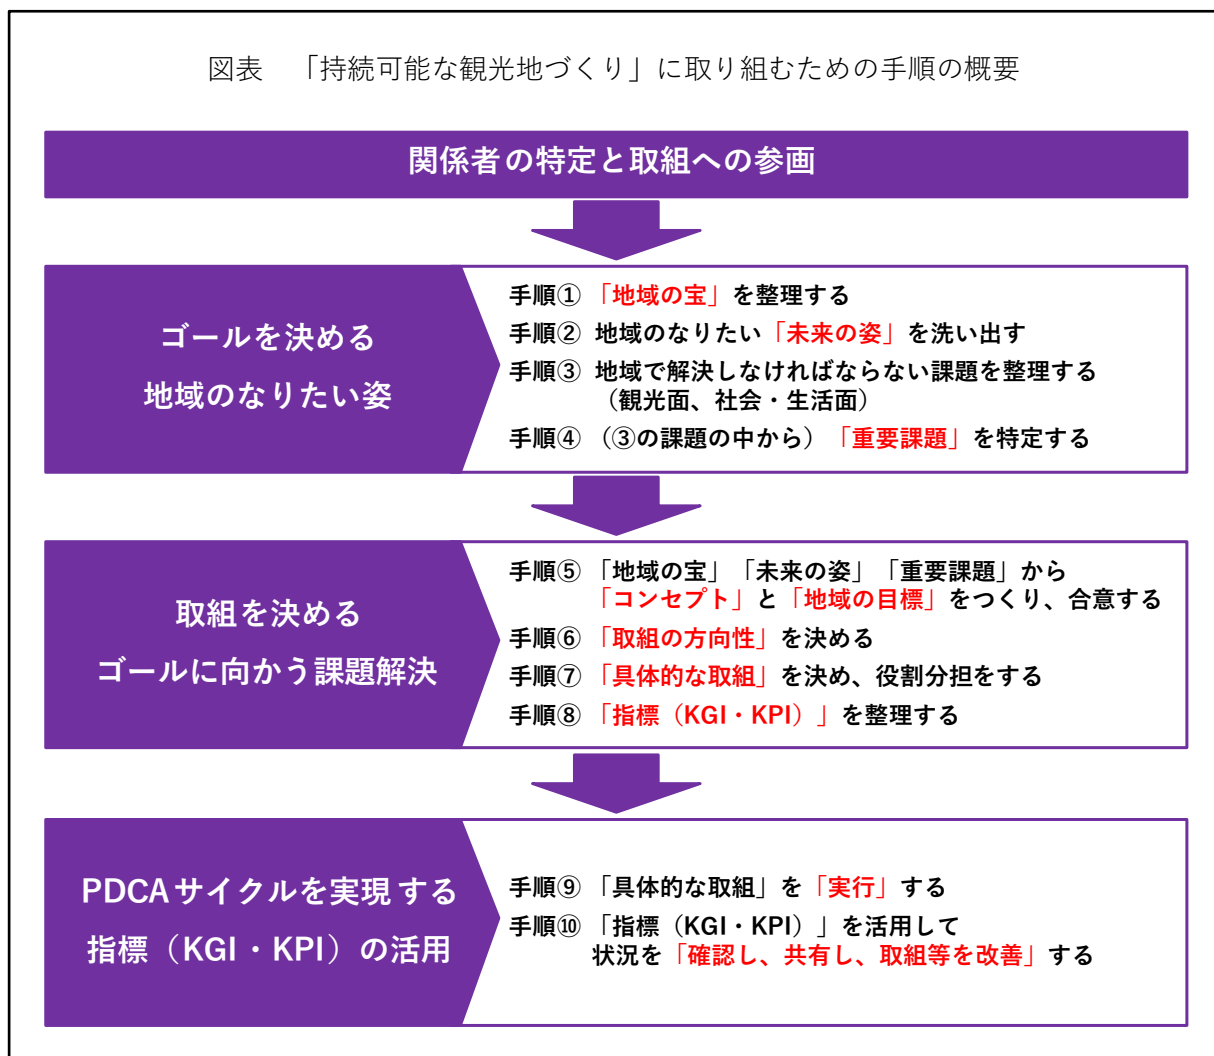 図表　「持続可能な観光地づくり」に取り組むための手順の概要
関係者の特定と取組への参画
ゴールを決める
地域のなりたい姿
手順① 「地域の宝」を整理する
手順② 地域のなりたい「未来の姿」を洗い出す
手順③ 地域で解決しなければならない課題を整理する
（観光面、社会・生活面）
手順④ （③の課題の中から）「重要課題」を特定する
取組を決める
ゴールに向かう課題解決
手順⑤ 「地域の宝」「未来の姿」「重要課題」から
「コンセプト」と「地域の目標」をつくり、合意する
手順⑥ 「取組の方向性」を決める
手順⑦ 「具体的な取組」を決め、役割分担をする
手順⑧ 「指標（KGI・KPI）」を整理する
PDCAサイクルを実現する
指標（KGI・KPI）の活用
手順⑨ 「具体的な取組」を「実行」する
手順⑩ 「指標（KGI・KPI）」を活用して
状況を「確認し、共有し、取組等を改善」する